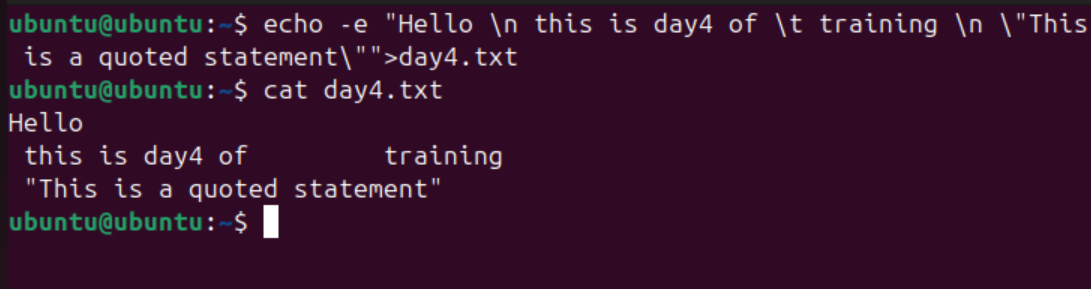 ubuntu@ubuntu:~$ echo -e "Hello \n this is day4 of \t training \n \"This
 is a quoted statement\"">day4.txt
ubuntu@ubuntu:~$ cat day4.txt
Hello
 this is day4 of         training
 "This is a quoted statement"
ubuntu@ubuntu:~$